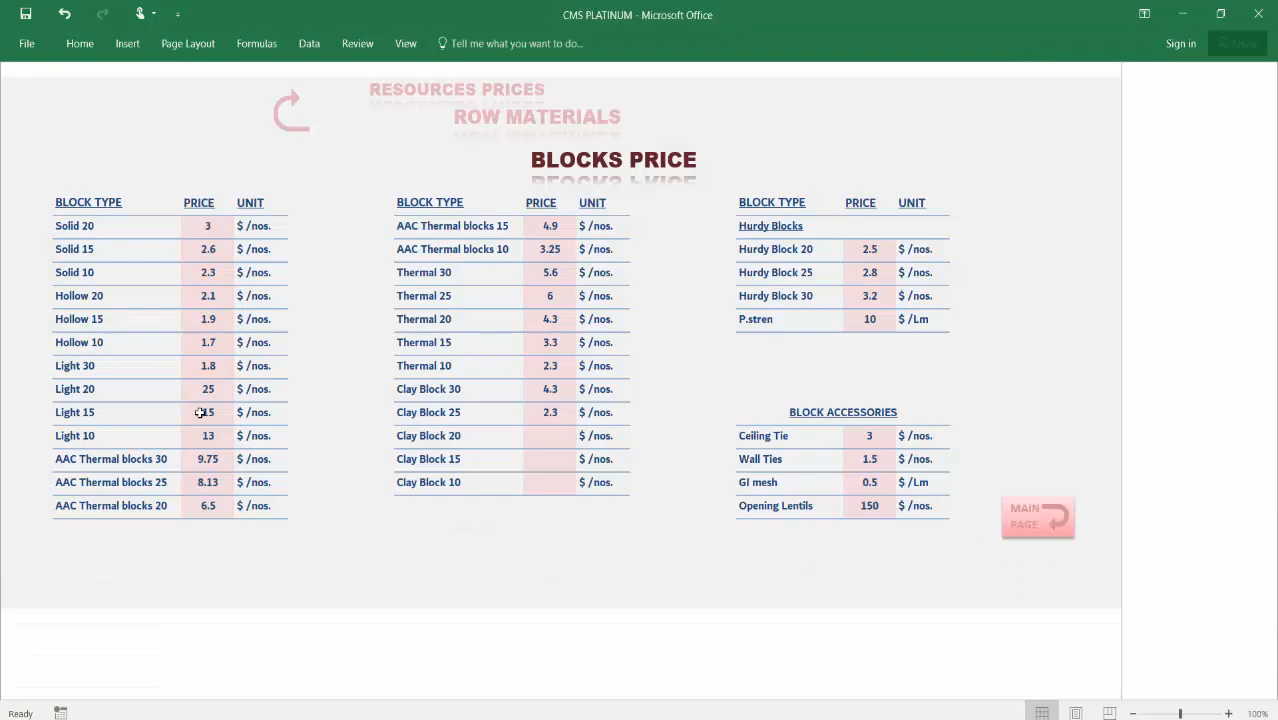 CMS PLATINUM - Microsoft Office
File Home Insert Page Layout Formulas Data Review View Tell me what you want to do... Sign in Share
RESOURCES PRICES
ROW MATERIALS
BLOCKS PRICE
BLOCK TYPE PRICE UNIT
Solid 20 3 $ /nos.
Solid 15 2.6 $ /nos.
Solid 10 2.3 $ /nos.
Hollow 20 2.1 $ /nos.
Hollow 15 1.9 $ /nos.
Hollow 10 1.7 $ /nos.
Light 30 1.8 $ /nos.
Light 20 25 $ /nos.
Light 15 15 $ /nos.
Light 10 13 $ /nos.
AAC Thermal blocks 30 9.75 $ /nos.
AAC Thermal blocks 25 8.13 $ /nos.
AAC Thermal blocks 20 6.5 $ /nos.
BLOCK TYPE PRICE UNIT
AAC Thermal blocks 15 4.9 $ /nos.
AAC Thermal blocks 10 3.25 $ /nos.
Thermal 30 5.6 $ /nos.
Thermal 25 6 $ /nos.
Thermal 20 4.3 $ /nos.
Thermal 15 3.3 $ /nos.
Thermal 10 2.3 $ /nos.
Clay Block 30 4.3 $ /nos.
Clay Block 25 2.3 $ /nos.
Clay Block 20 $ /nos.
Clay Block 15 $ /nos.
Clay Block 10 $ /nos.
BLOCK TYPE PRICE UNIT
Hurdy Blocks
Hurdy Block 20 2.5 $ /nos.
Hurdy Block 25 2.8 $ /nos.
Hurdy Block 30 3.2 $ /nos.
P.stren 10 $ /Lm
BLOCK ACCESSORIES
Ceiling Tie 3 $ /nos.
Wall Ties 1.5 $ /nos.
GI mesh 0.5 $ /Lm
Opening Lentils 150 $ /nos.
MAIN
PAGE
Ready 100%